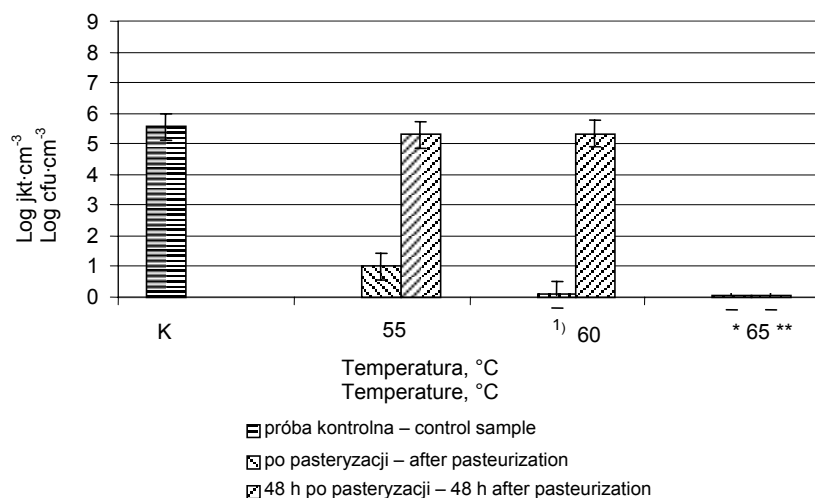 9
8
7
6
5
4
3
2
1
0
Log jkt·cm⁻³
Log cfu·cm⁻³
K 55 ¹⁾ 60 * 65 **
Temperatura, °C
Temperature, °C
próba kontrolna – control sample
po pasteryzacji – after pasteurization
48 h po pasteryzacji – 48 h after pasteurization